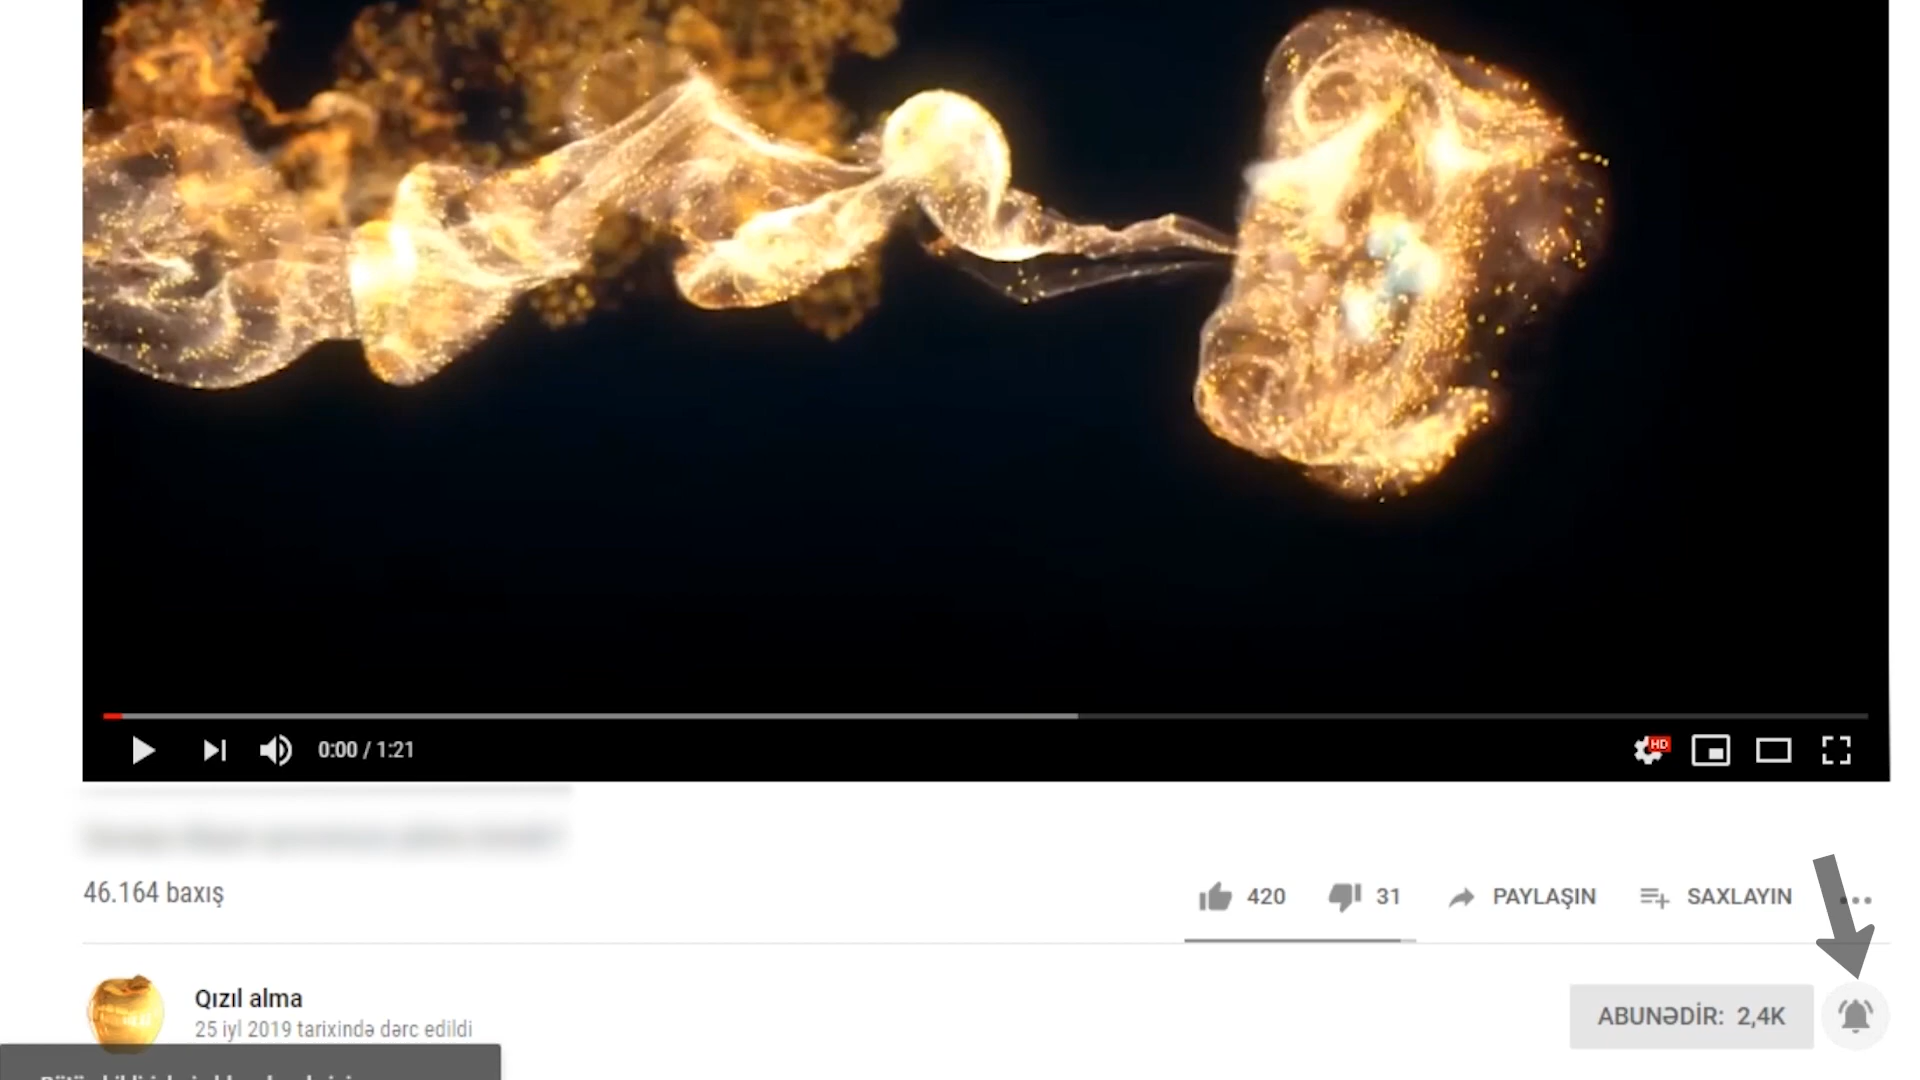 0:00 / 1:21
HD
46.164 baxış
420
31
PAYLAŞIN
SAXLAYIN
Qızıl alma
25 iyl 2019 tarixində dərc edildi
ABUNƏDİR: 2,4K